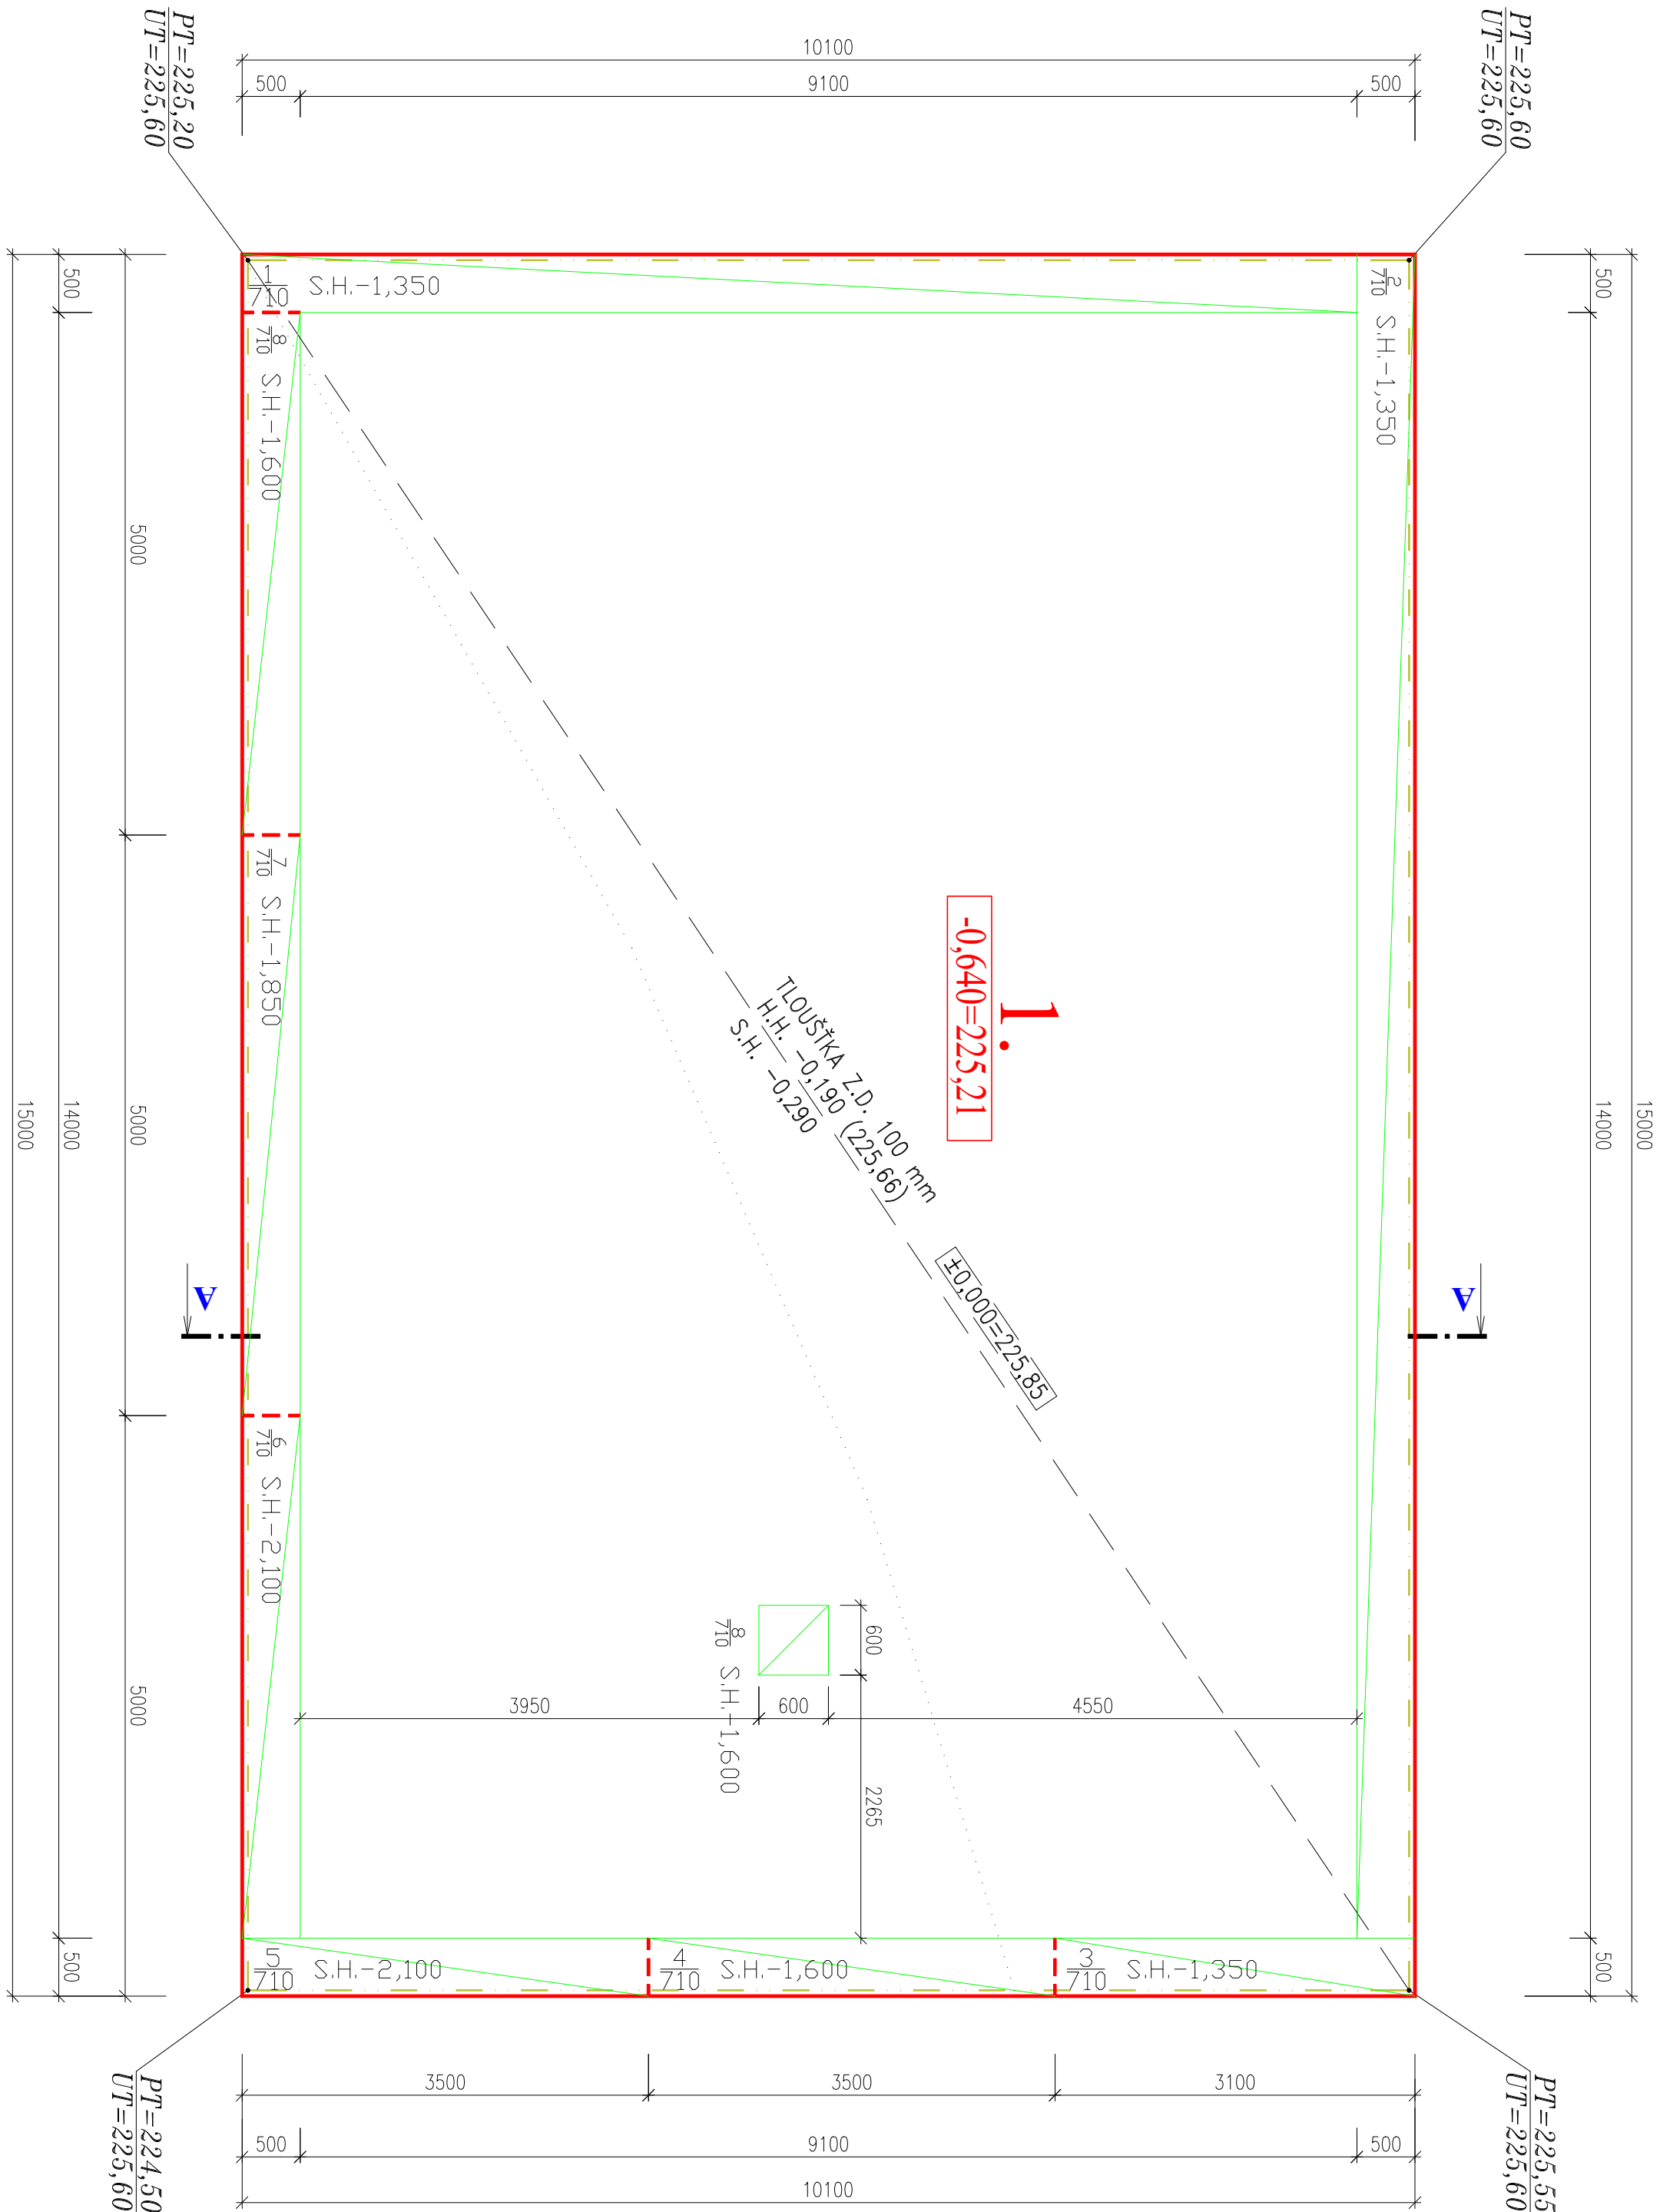 PT=225,20
UT=225,60
PT=225,60
UT=225,60
10100
500
9100
500
15000
500
14000
500
1
710
S.H.-1,350
2
710
S.H.-1,350
8
710
S.H.-1,600
7
710
S.H.-1,850
6
710
S.H.-2,100
1.
-0,640=225,21
TLOUŠŤKA Z.D. 100 mm
H.H. -0,190 (225,66)
S.H. -0,290
±0,000=225,85
A
A
600
2265
3950
600
4550
8
710
S.H.-1,600
5
710
S.H.-2,100
4
710
S.H.-1,600
3
710
S.H.-1,350
5000
5000
5000
500
14000
500
15000
3500
3500
3100
500
9100
500
10100
PT=224,50
UT=225,60
PT=225,55
UT=225,60